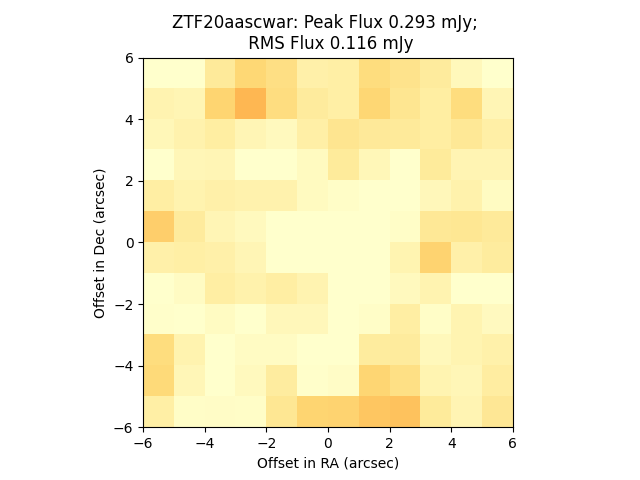 ZTF20aascwar: Peak Flux 0.293 mJy;
RMS Flux 0.116 mJy
6
4
2
0
−2
−4
−6
Offset in Dec (arcsec)
−6 −4 −2 0 2 4 6
Offset in RA (arcsec)